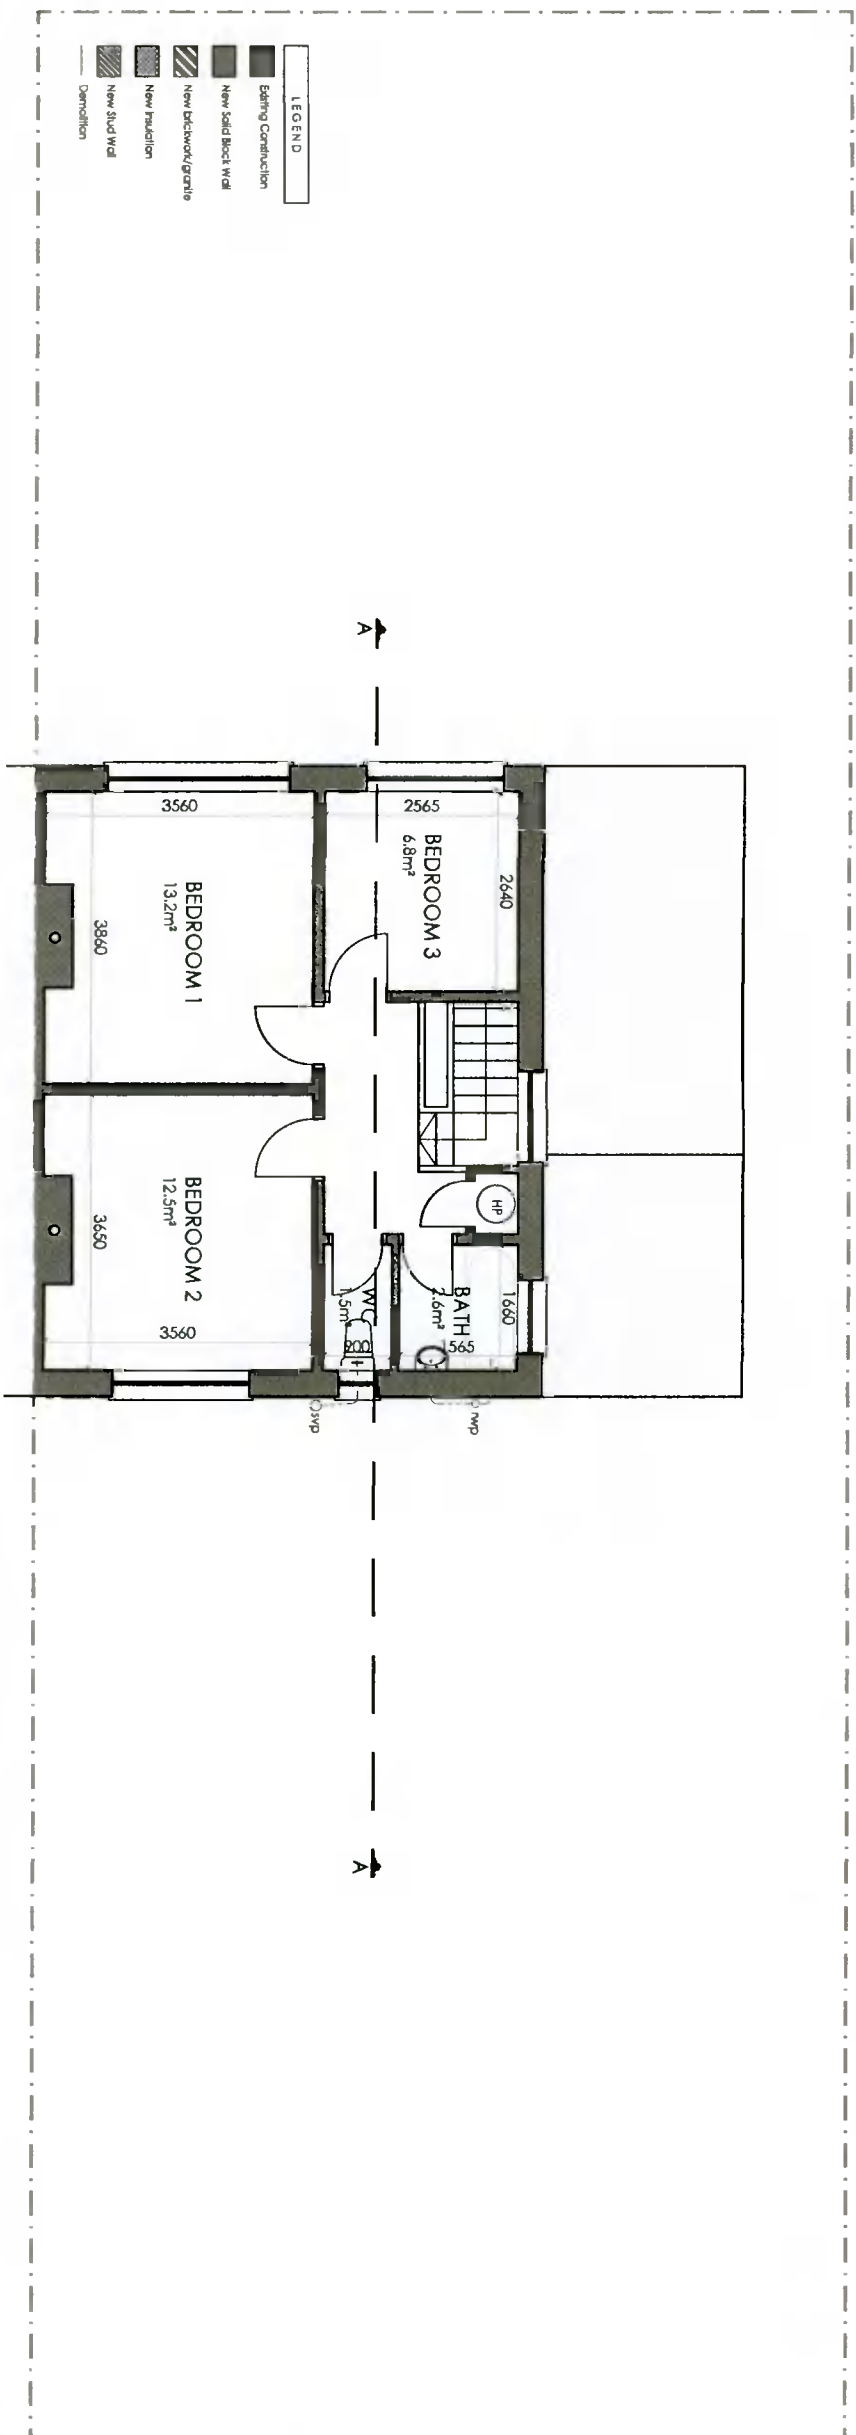 LEGEND
Existing Construction
New Solid Block Wall
New brickwork/granite
New Insulation
New Stud Wall
Demolition
A
3560
2565
BEDROOM 3
6.8m²
2640
BEDROOM 1
13.2m²
3860
HP
BEDROOM 2
12.5m²
3650
3560
WC
1.5m²
900
BATH
2.6m²
1660
565
svp
rwp
A